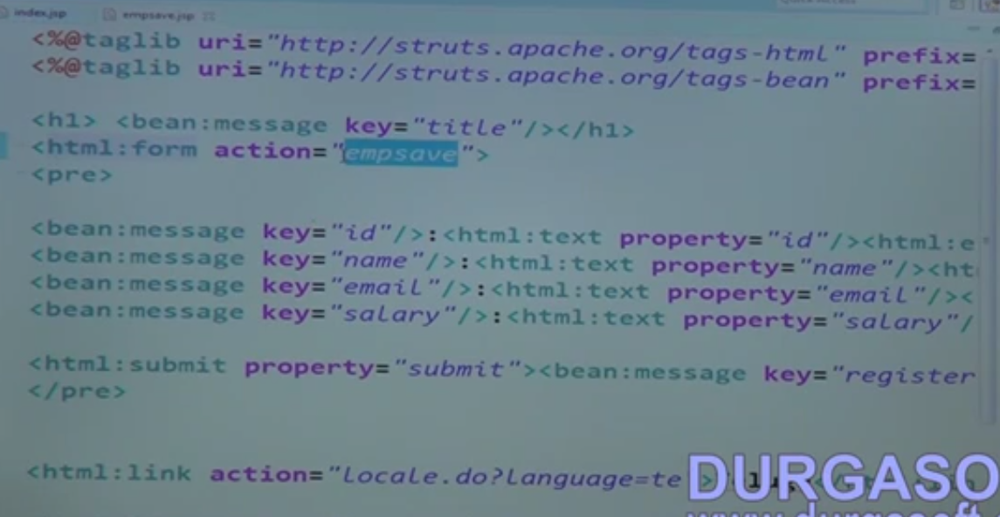 index.jsp empsave.jsp
<%@taglib uri="http://struts.apache.org/tags-html" prefix=
<%@taglib uri="http://struts.apache.org/tags-bean" prefix=
<h1> <bean:message key="title"/></h1>
<html:form action="empsave">
<pre>
<bean:message key="id"/>:<html:text property="id"/><html:e
<bean:message key="name"/>:<html:text property="name"/><ht
<bean:message key="email"/>:<html:text property="email"/><
<bean:message key="salary"/>:<html:text property="salary"/
<html:submit property="submit"><bean:message key="register
</pre>
<html:link action="Locale.do?language=te
DURGASO